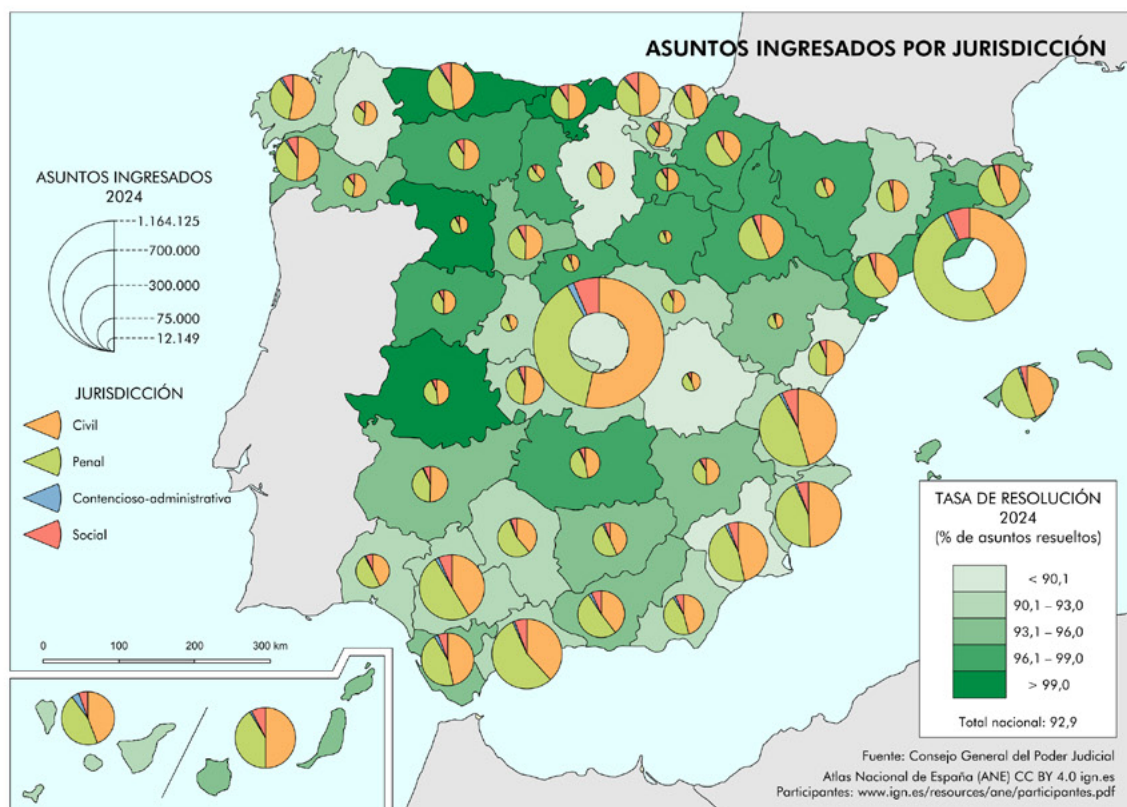 ASUNTOS INGRESADOS POR JURISDICCIÓN
ASUNTOS INGRESADOS
2024
1.164.125
700.000
300.000
75.000
12.149
JURISDICCIÓN
Civil
Penal
Contencioso-administrativa
Social
0 100 200 300 km
TASA DE RESOLUCIÓN
2024
(% de asuntos resueltos)
< 90,1
90,1 – 93,0
93,1 – 96,0
96,1 – 99,0
> 99,0
Total nacional: 92,9
Fuente: Consejo General del Poder Judicial
Atlas Nacional de España (ANE) CC BY 4.0 ign.es
Participantes: www.ign.es/resources/ane/participantes.pdf